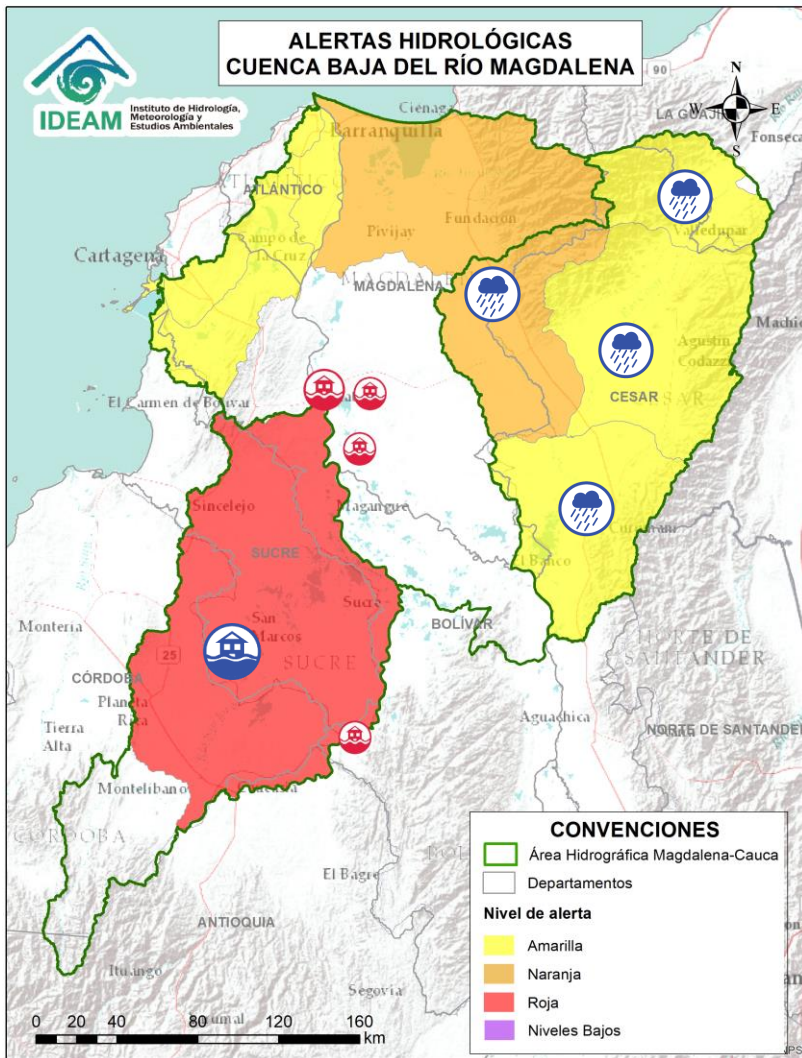 ALERTAS HIDROLÓGICAS
CUENCA BAJA DEL RÍO MAGDALENA
IDEAM
Instituto de Hidrología,
Meteorología y
Estudios Ambientales
N
W
E
S
90
Ciénaga
LA GUAJIRA
Fonseca
Barranquilla
ATLÁNTICO
Valledupar
Fundación
Pivijay
Campo de
la Cruz
Cartagena
MAGDALENA
Agustín
Codazzi
CESAR
El Carmen de Bolívar
Magangué
Sincelejo
Curumaní
El Banco
SUCRE
Sucre
San
Marcos
SUCRE
BOLÍVAR
Montería
25
CÓRDOBA
Planeta
Rica
Tierra
Alta
NORTE DE
SANTANDER
Aguachica
NORTE DE SANTANDER
Montelibano
CÓRDOBA
El Bagre
ANTIOQUIA
Ituango
Segovia
CONVENCIONES
Área Hidrográfica Magdalena-Cauca
Departamentos
Nivel de alerta
Amarilla
Naranja
Roja
Niveles Bajos
0 20 40 80 120 160
km